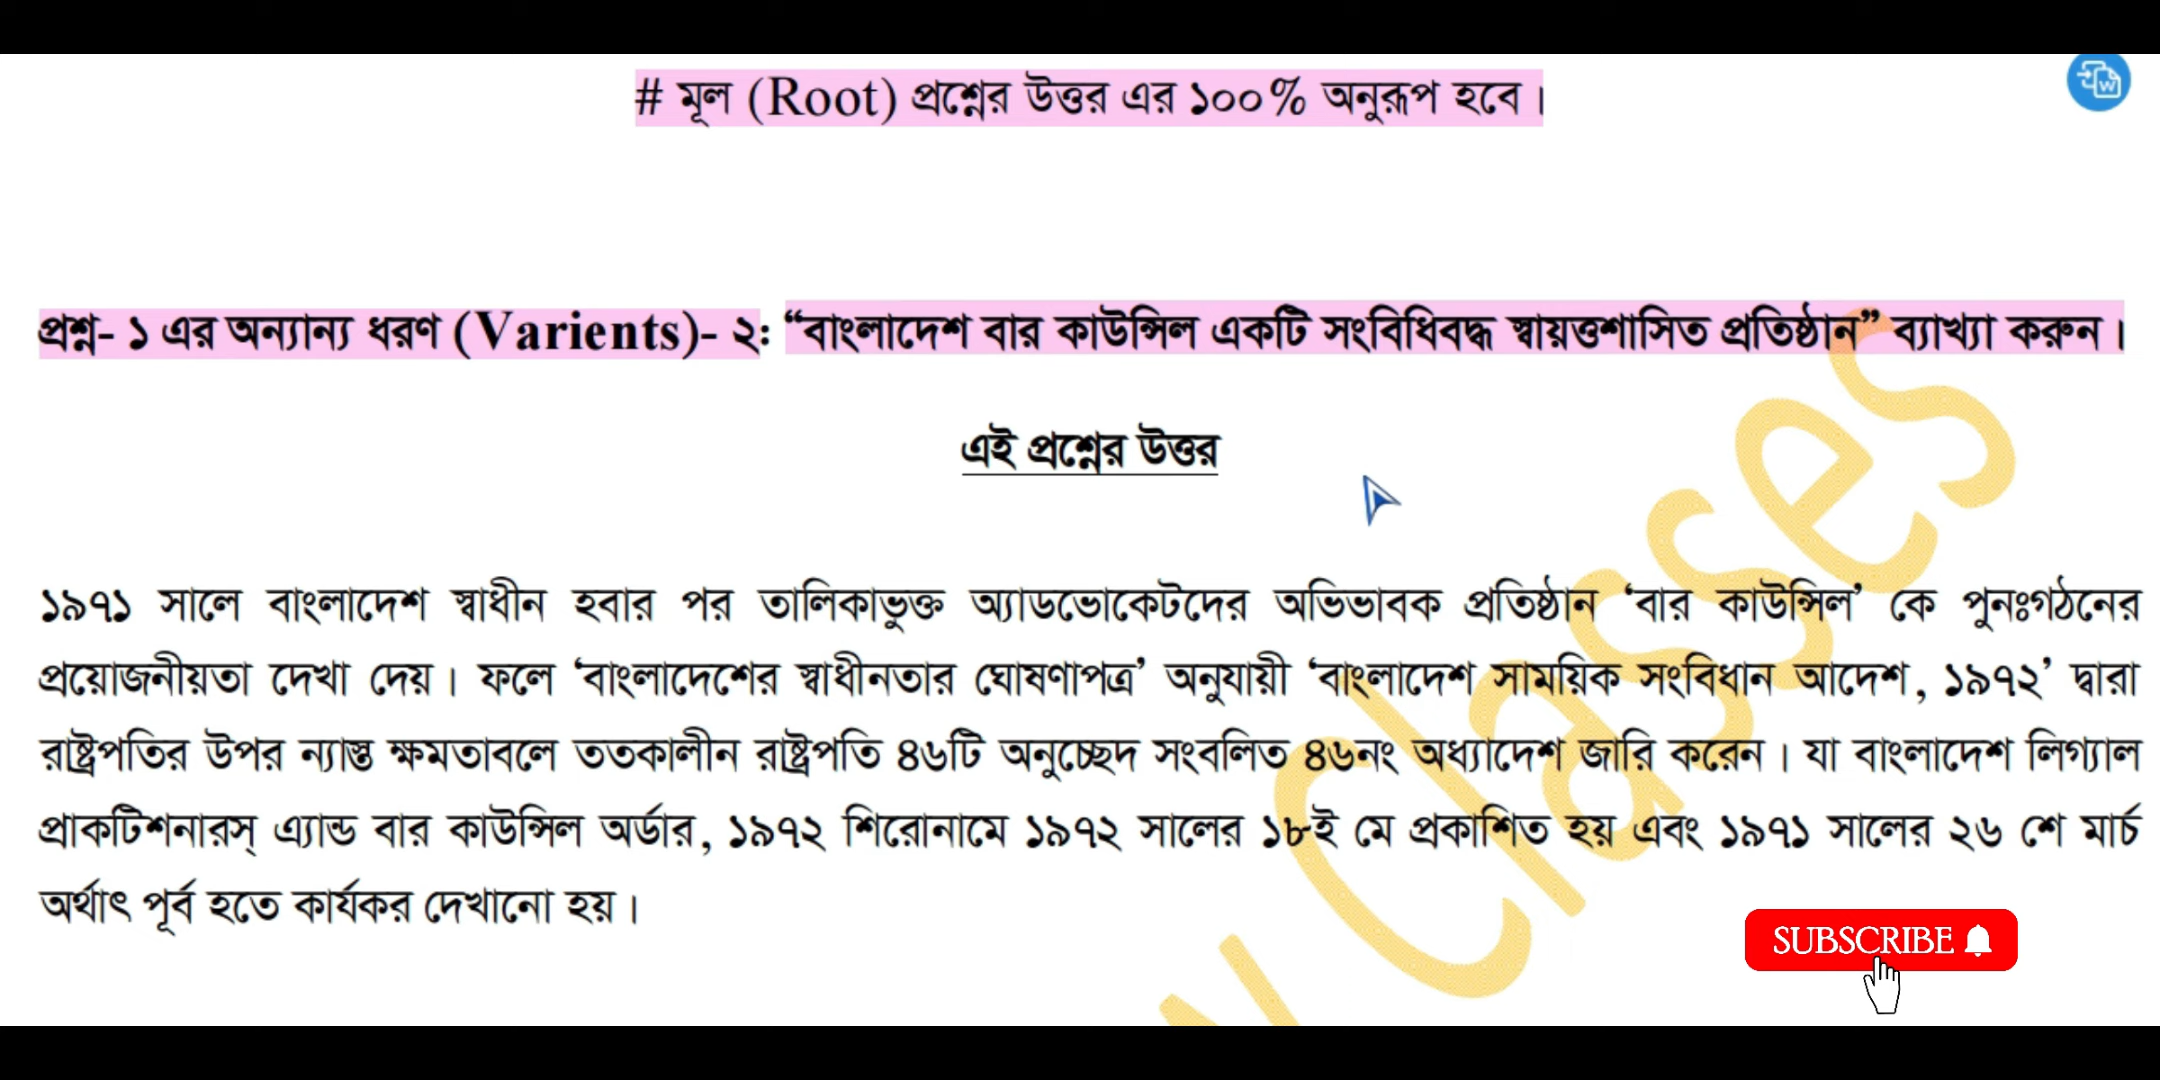 # মূল (Root) প্রশ্নের উত্তর এর ১০০% অনুরূপ হবে।
প্রশ্ন- ১ এর অন্যান্য ধরণ (Varients)- ২: “বাংলাদেশ বার কাউন্সিল একটি সংবিধিবদ্ধ স্বায়ত্তশাসিত প্রতিষ্ঠান” ব্যাখ্যা করুন।
এই প্রশ্নের উত্তর
১৯৭১ সালে বাংলাদেশ স্বাধীন হবার পর তালিকাভুক্ত অ্যাডভোকেটদের অভিভাবক প্রতিষ্ঠান ‘বার কাউন্সিল’ কে পুনঃগঠনের
প্রয়োজনীয়তা দেখা দেয়। ফলে ‘বাংলাদেশের স্বাধীনতার ঘোষণাপত্র’ অনুযায়ী ‘বাংলাদেশ সাময়িক সংবিধান আদেশ, ১৯৭২’ দ্বারা
রাষ্ট্রপতির উপর ন্যাস্ত ক্ষমতাবলে ততকালীন রাষ্ট্রপতি ৪৬টি অনুচ্ছেদ সংবলিত ৪৬নং অধ্যাদেশ জারি করেন। যা বাংলাদেশ লিগ্যাল
প্রাকটিশনারস্ এ্যান্ড বার কাউন্সিল অর্ডার, ১৯৭২ শিরোনামে ১৯৭২ সালের ১৮ই মে প্রকাশিত হয় এবং ১৯৭১ সালের ২৬ শে মার্চ
অর্থাৎ পূর্ব হতে কার্যকর দেখানো হয়।
Classes
SUBSCRIBE